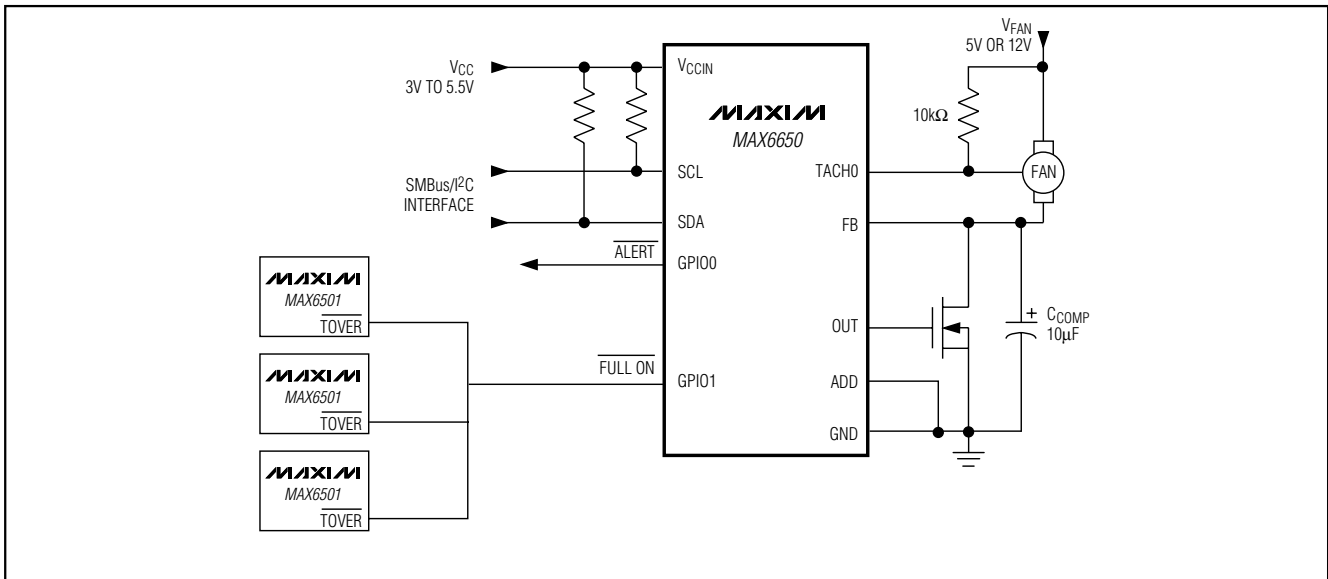 VCC
3V TO 5.5V
SMBus/I²C
INTERFACE
ALERT
FULL ON
MAXIM
MAX6501
TOVER
MAXIM
MAX6501
TOVER
MAXIM
MAX6501
TOVER
VCCIN
MAXIM
MAX6650
SCL
SDA
GPIO0
GPIO1
TACH0
FB
OUT
ADD
GND
VFAN
5V OR 12V
10kΩ
FAN
+
CCOMP
10µF